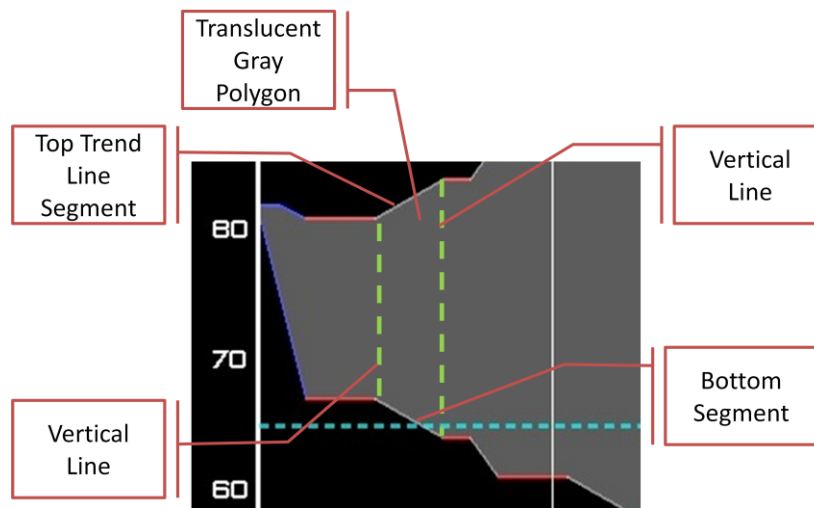 Translucent
Gray
Polygon
Top Trend
Line
Segment
Vertical
Line
80
70
60
Bottom
Segment
Vertical
Line